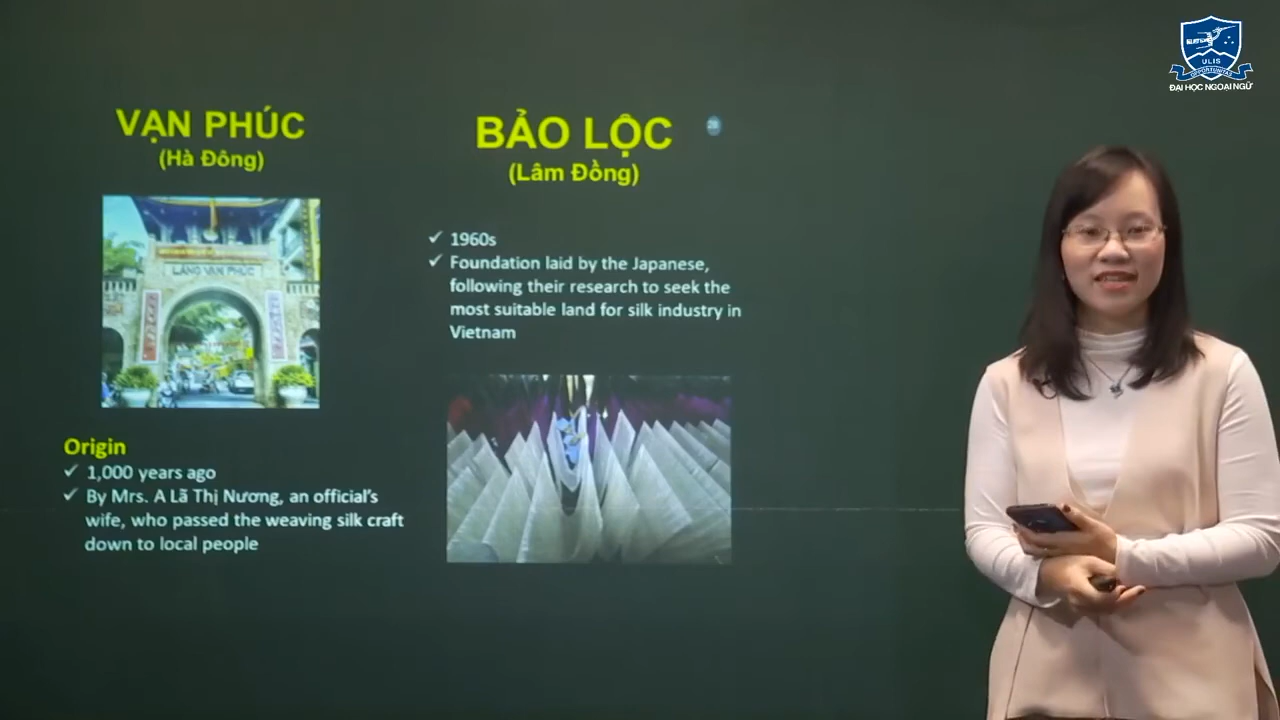 VẠN PHÚC
(Hà Đông)
LÀNG VẠN PHÚC
Origin
✓ 1,000 years ago
✓ By Mrs. A Lã Thị Nương, an official's
wife, who passed the weaving silk craft
down to local people
BẢO LỘC
(Lâm Đồng)
✓ 1960s
✓ Foundation laid by the Japanese,
following their research to seek the
most suitable land for silk industry in
Vietnam
ULIS
ĐẠI HỌC NGOẠI NGỮ